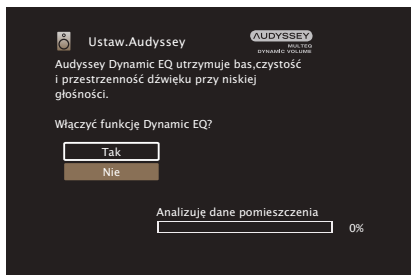 Ustaw.Audyssey
AUDYSSEY
MULTEQ
DYNAMIC VOLUME
Audyssey Dynamic EQ utrzymuje bas,czystość
i przestrzenność dźwięku przy niskiej
głośności.
Włączyć funkcję Dynamic EQ?
Tak
Nie
Analizuję dane pomieszczenia
0%